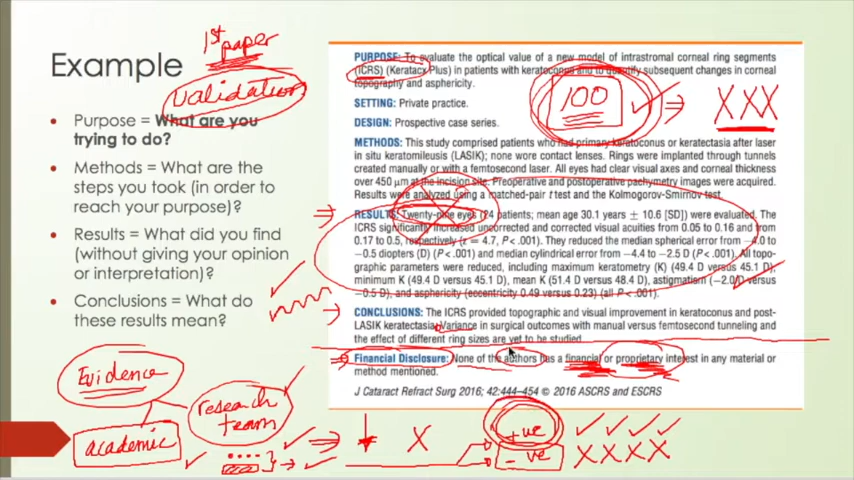 Example
1st paper
validation
Purpose = What are you
trying to do?
Methods = What are the
steps you took (in order to
reach your purpose)?
Results = What did you find
(without giving your opinion
or interpretation)?
Conclusions = What do
these results mean?
Evidence
academic
research
team
PURPOSE: To evaluate the optical value of a new model of intrastromal corneal ring segments
(ICRS) (Keratacx Plus) in patients with keratoconus and to quantify subsequent changes in corneal
topography and asphericity.
100
XXX
SETTING: Private practice.
DESIGN: Prospective case series.
METHODS: This study comprised patients who had primary keratoconus or keratectasia after laser
in situ keratomileusis (LASIK); none wore contact lenses. Rings were implanted through tunnels
created manually or with a femtosecond laser. All eyes had clear visual axes and corneal thickness
over 450 μm at the incision site. Preoperative and postoperative pachymetry images were acquired.
Results were analyzed using a matched-pair t test and the Kolmogorov-Smirnov test.
RESULTS: Twenty-nine eyes (24 patients; mean age 30.1 years ± 10.6 [SD]) were evaluated. The
ICRS significantly increased uncorrected and corrected visual acuities from 0.05 to 0.16 and from
0.17 to 0.5, respectively (t = 4.7, P<.001). They reduced the median spherical error from −4.0 to
−0.5 diopters (D) (P<.001) and median cylindrical error from −4.4 to −2.5 D (P<.001). All topo-
graphic parameters were reduced, including maximum keratometry (K) (49.4 D versus 45.1 D),
minimum K (49.4 D versus 45.1 D), mean K (51.4 D versus 48.4 D), astigmatism (−2.0 D versus
−0.5 D), and asphericity (eccentricity 0.49 versus 0.23) (all P<.001).
CONCLUSIONS: The ICRS provided topographic and visual improvement in keratoconus and post-
LASIK keratectasia. Variance in surgical outcomes with manual versus femtosecond tunneling and
the effect of different ring sizes are yet to be studied.
Financial Disclosure: None of the authors has a financial or proprietary interest in any material or
method mentioned.
J Cataract Refract Surg 2016; 42:444–454 © 2016 ASCRS and ESCRS
X
+ve
- ve
XXXX